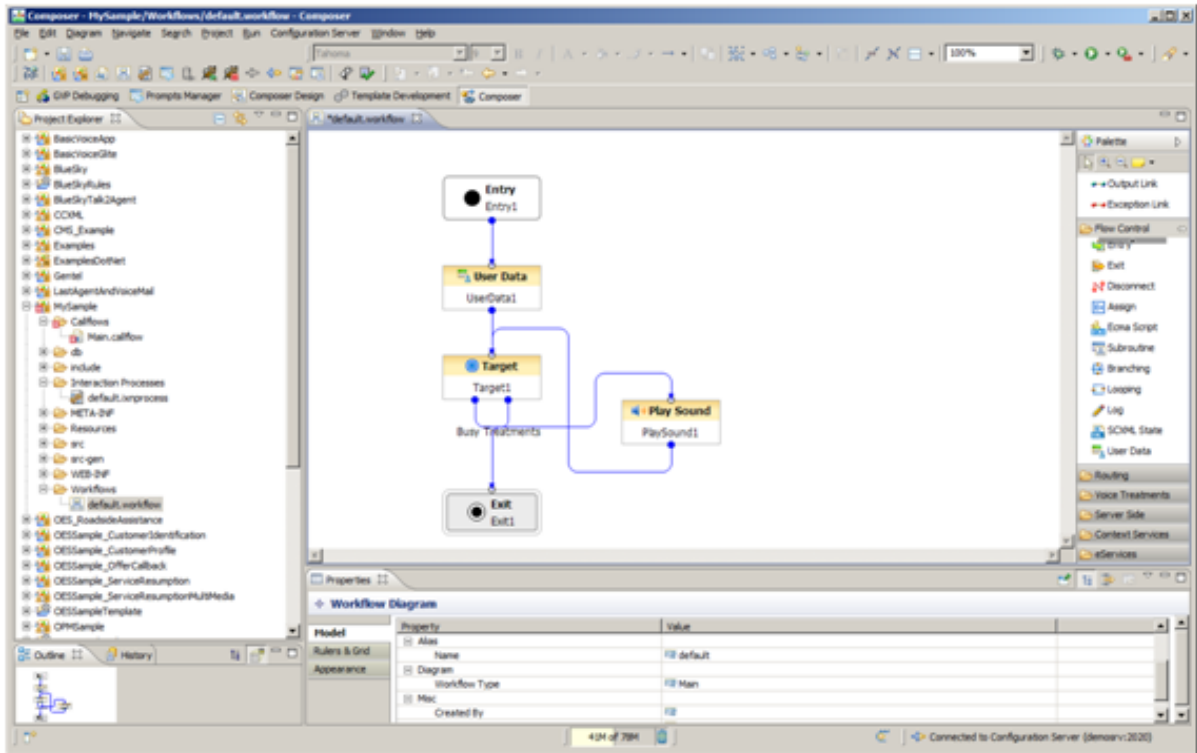 Composer - MySample/Workflows/default.workflow - Composer
File Edit Diagram Navigate Search Project Run Configuration Server Window Help
Tahoma 9 B I A 100%
GVP Debugging Prompts Manager Composer Design Template Development Composer
Project Explorer
BasicVoiceApp
BasicVoiceGlite
BlueSky
BlueSkyRules
BlueSkyTalk2Agent
CCXML
CMS_Example
Examples
ExamplesDotNet
Gentel
LastAgentAndVoiceMail
MySample
Callflows
Main.callflow
db
include
Interaction Processes
default.ixnprocess
META-INF
Resources
src
src-gen
WEB-INF
Workflows
default.workflow
OES_RoadsideAssistance
OESSample_CustomerIdentification
OESSample_CustomerProfile
OESSample_OfferCallback
OESSample_ServiceResumption
OESSample_ServiceResumptionMultiMedia
OESSampleTemplate
OPMSample
Outline History
*default.workflow
Entry
Entry1
User Data
UserData1
Target
Target1
Busy Treatments
Play Sound
PlaySound1
Exit
Exit1
Palette
Output Link
Exception Link
Flow Control
Entry
Exit
Disconnect
Assign
Ecma Script
Subroutine
Branching
Looping
Log
SCXML State
User Data
Routing
Voice Treatments
Server Side
Context Services
eServices
Properties
Workflow Diagram
Model
Rulers & Grid
Appearance
Property Value
Alias
Name default
Diagram
Workflow Type Main
Misc
Created By
41M of 78M
Connected to Configuration Server (demosrv:2020)